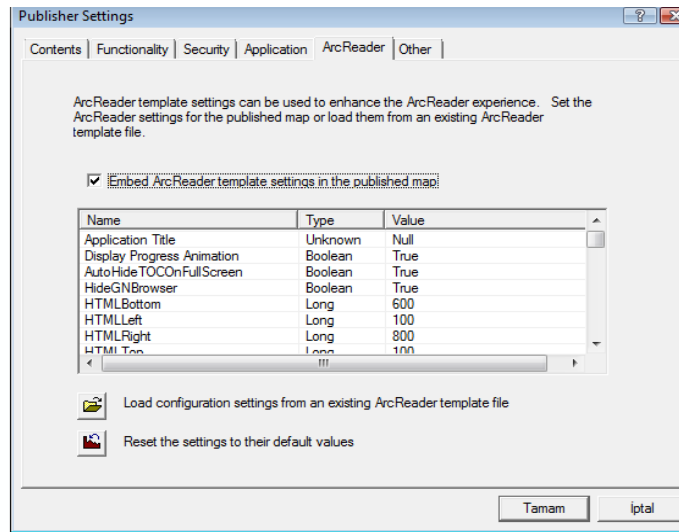 Publisher Settings
Contents Functionality Security Application ArcReader Other
ArcReader template settings can be used to enhance the ArcReader experience. Set the
ArcReader settings for the published map or load them from an existing ArcReader
template file.
Embed ArcReader template settings in the published map
Name Type Value
Application Title Unknown Null
Display Progress Animation Boolean True
AutoHideTOCOnFullScreen Boolean True
HideGNBrowser Boolean True
HTMLBottom Long 600
HTMLLeft Long 100
HTMLRight Long 800
HTMLTop Long 100
Load configuration settings from an existing ArcReader template file
Reset the settings to their default values
Tamam İptal